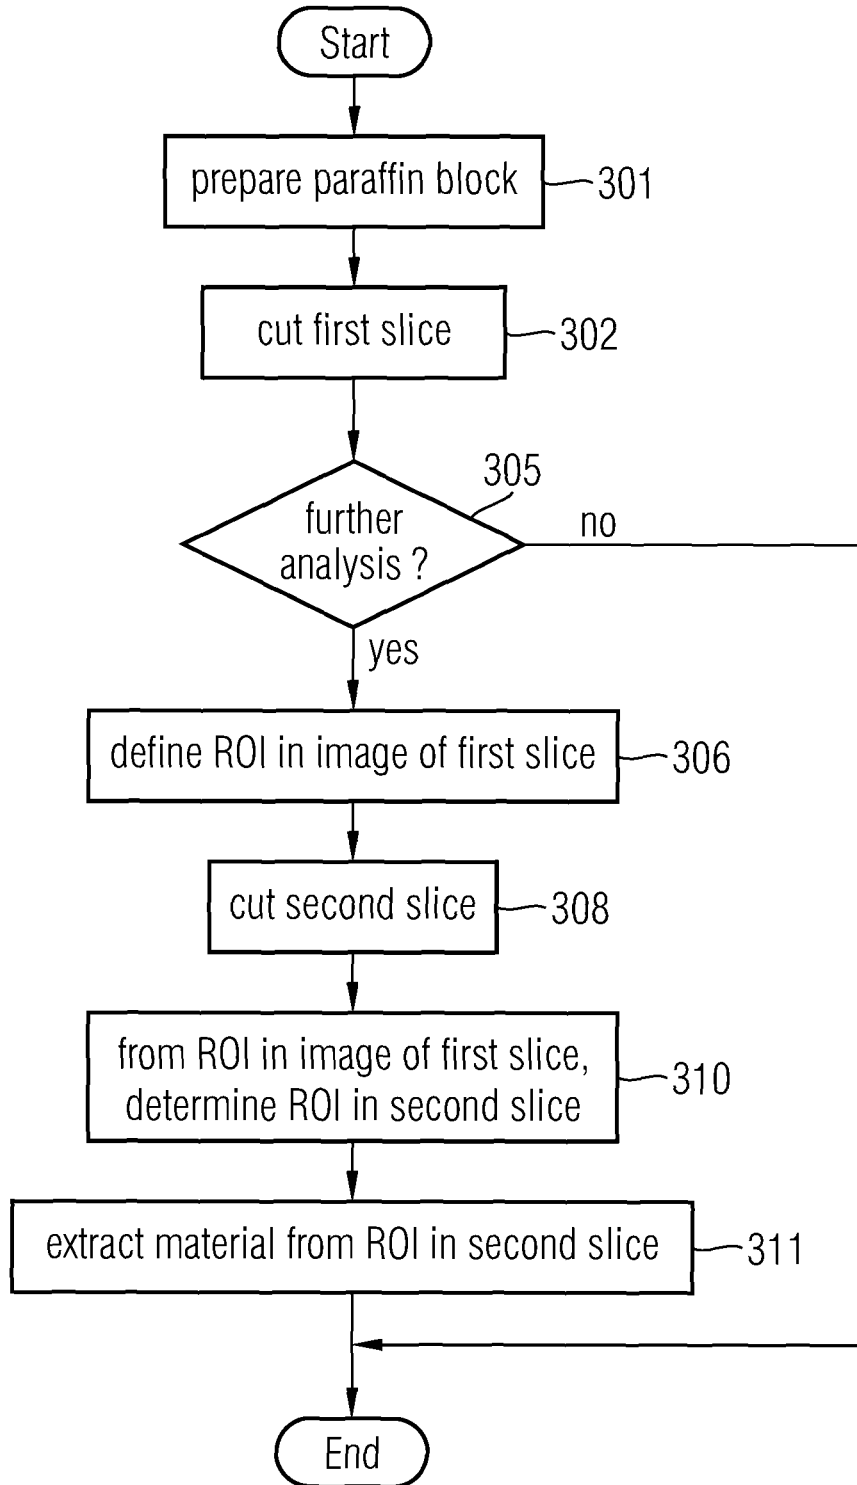 Start
prepare paraffin block
301
cut first slice
302
305
further
analysis ?
no
yes
define ROI in image of first slice
306
cut second slice
308
from ROI in image of first slice,
determine ROI in second slice
310
extract material from ROI in second slice
311
End